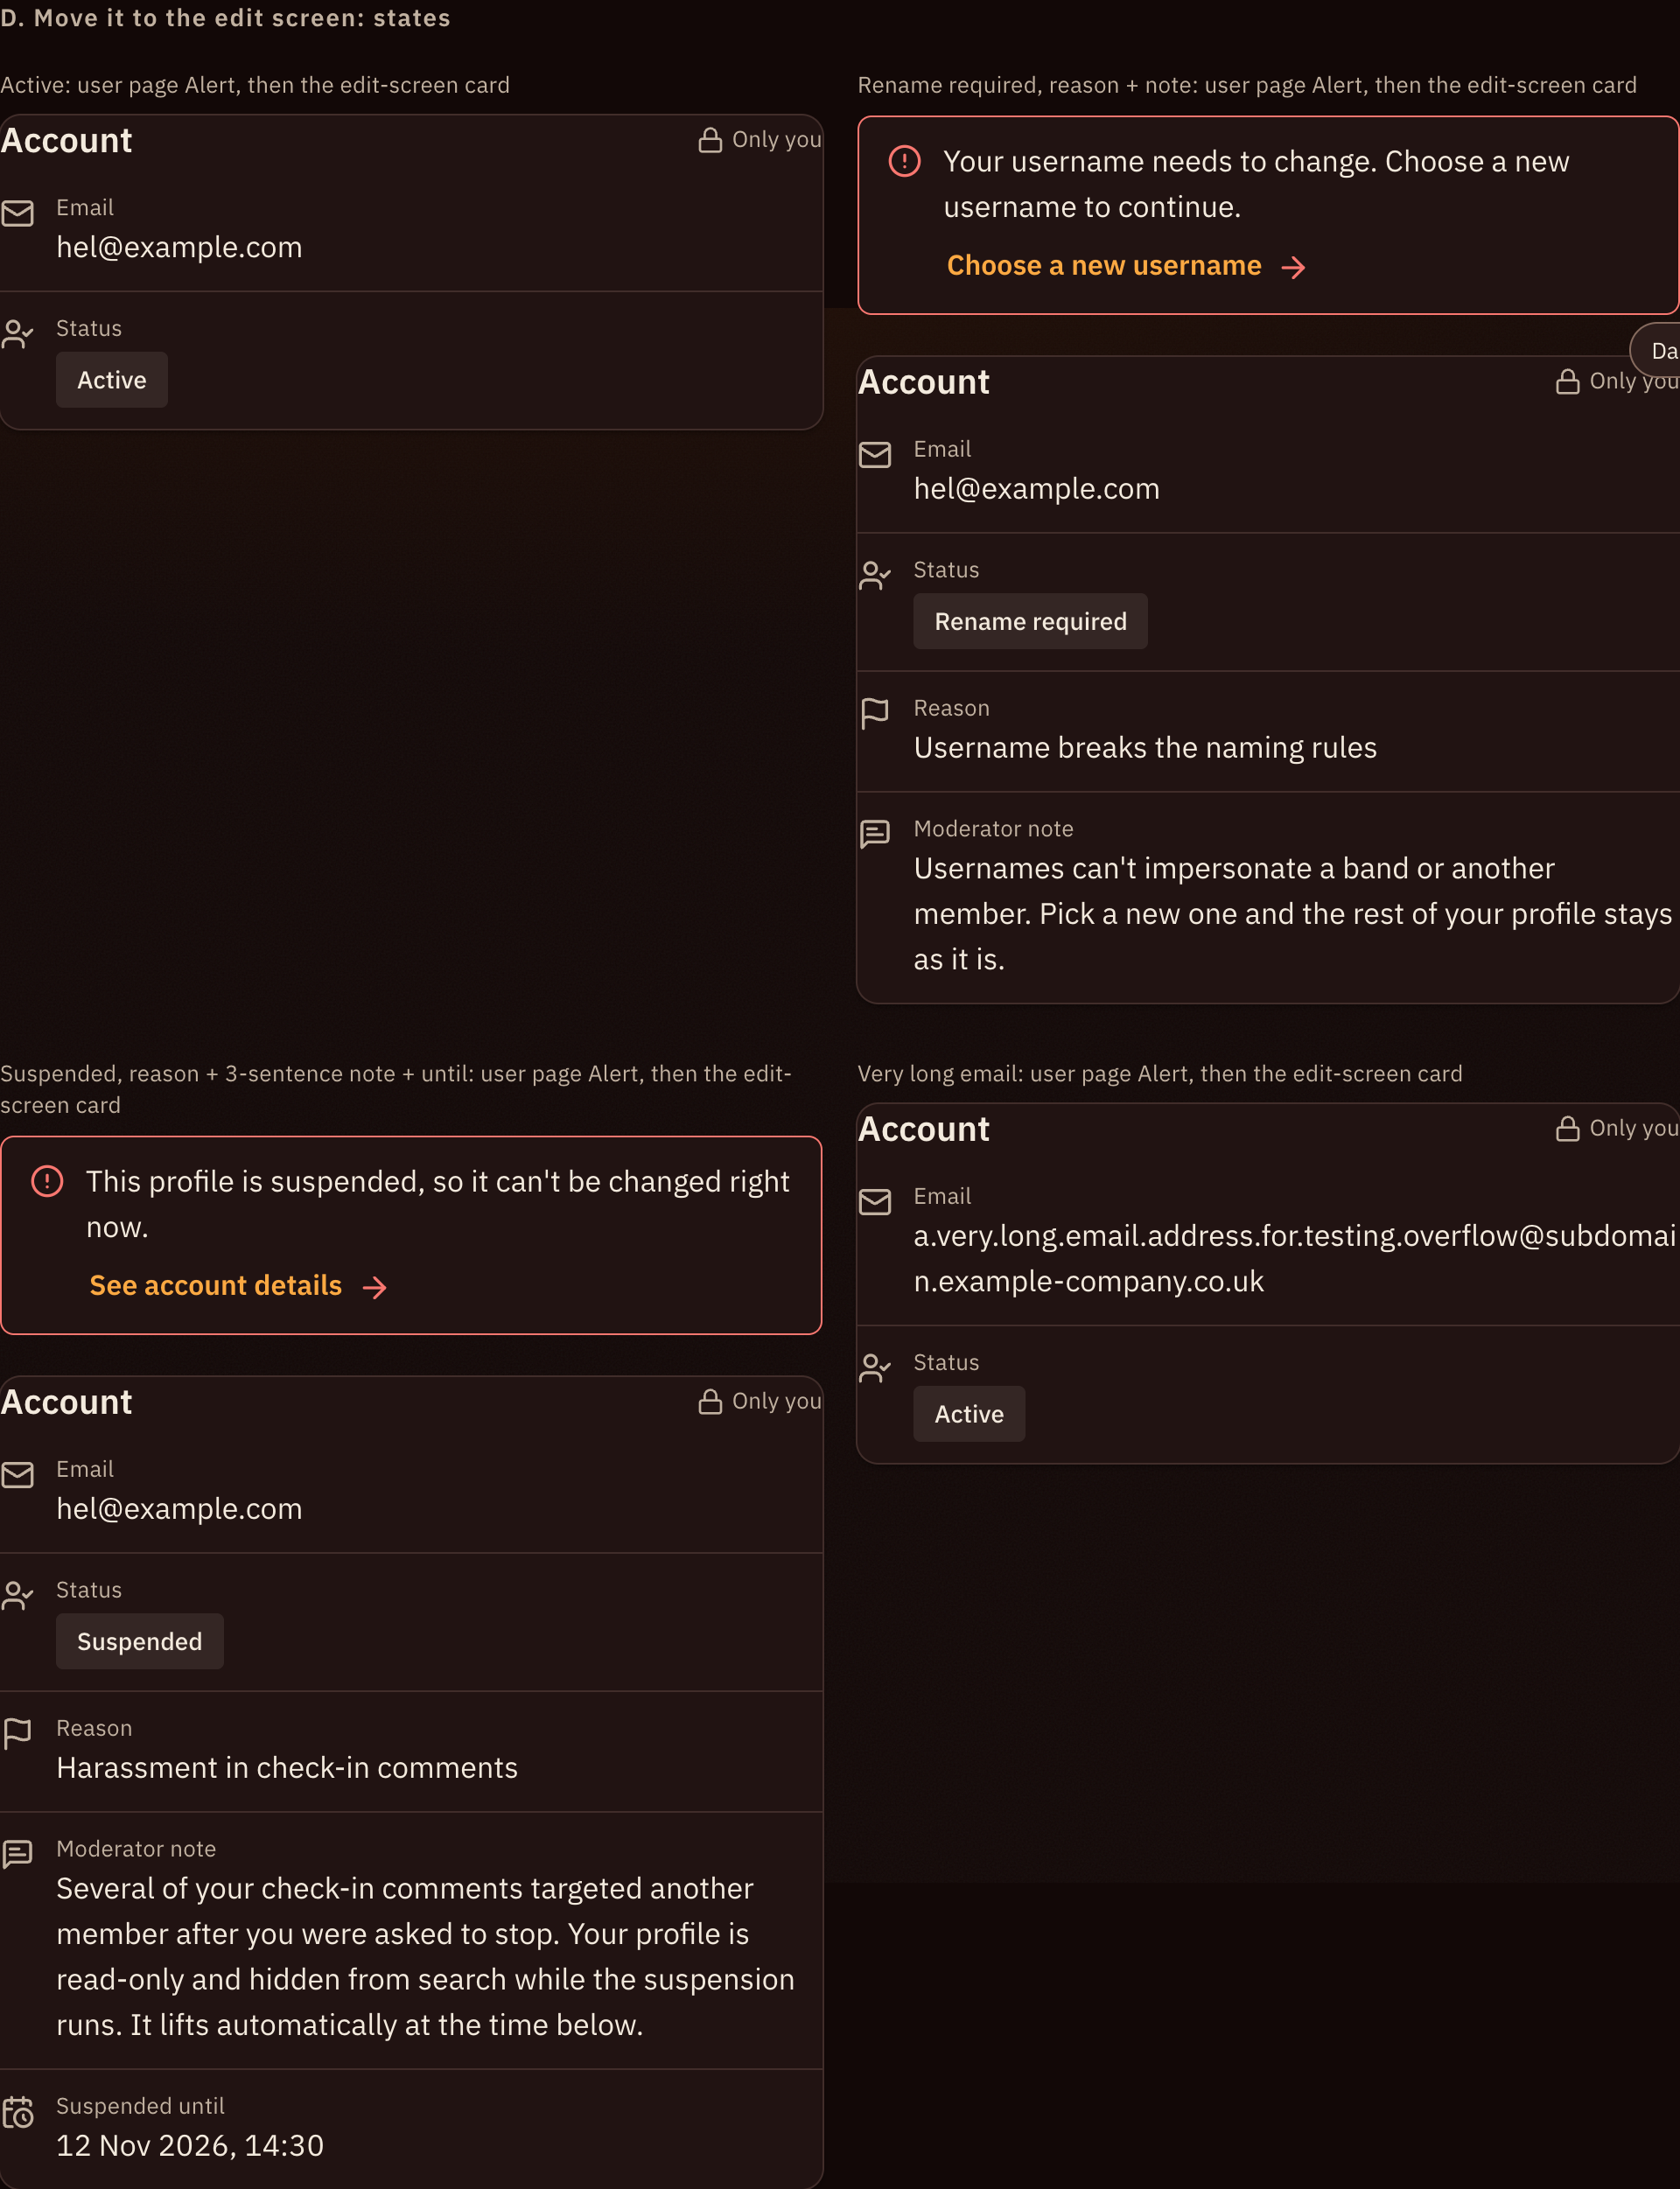 D. Move it to the edit screen: states
Active: user page Alert, then the edit-screen card
Account
Only you
Email
hel@example.com
Status
Active
Rename required, reason + note: user page Alert, then the edit-screen card
Your username needs to change. Choose a new
username to continue.
Choose a new username
Da
Account
Only you
Email
hel@example.com
Status
Rename required
Reason
Username breaks the naming rules
Moderator note
Usernames can't impersonate a band or another
member. Pick a new one and the rest of your profile stays
as it is.
Suspended, reason + 3-sentence note + until: user page Alert, then the edit-
screen card
This profile is suspended, so it can't be changed right
now.
See account details
Account
Only you
Email
hel@example.com
Status
Suspended
Reason
Harassment in check-in comments
Moderator note
Several of your check-in comments targeted another
member after you were asked to stop. Your profile is
read-only and hidden from search while the suspension
runs. It lifts automatically at the time below.
Suspended until
12 Nov 2026, 14:30
Very long email: user page Alert, then the edit-screen card
Account
Only you
Email
a.very.long.email.address.for.testing.overflow@subdomai
n.example-company.co.uk
Status
Active